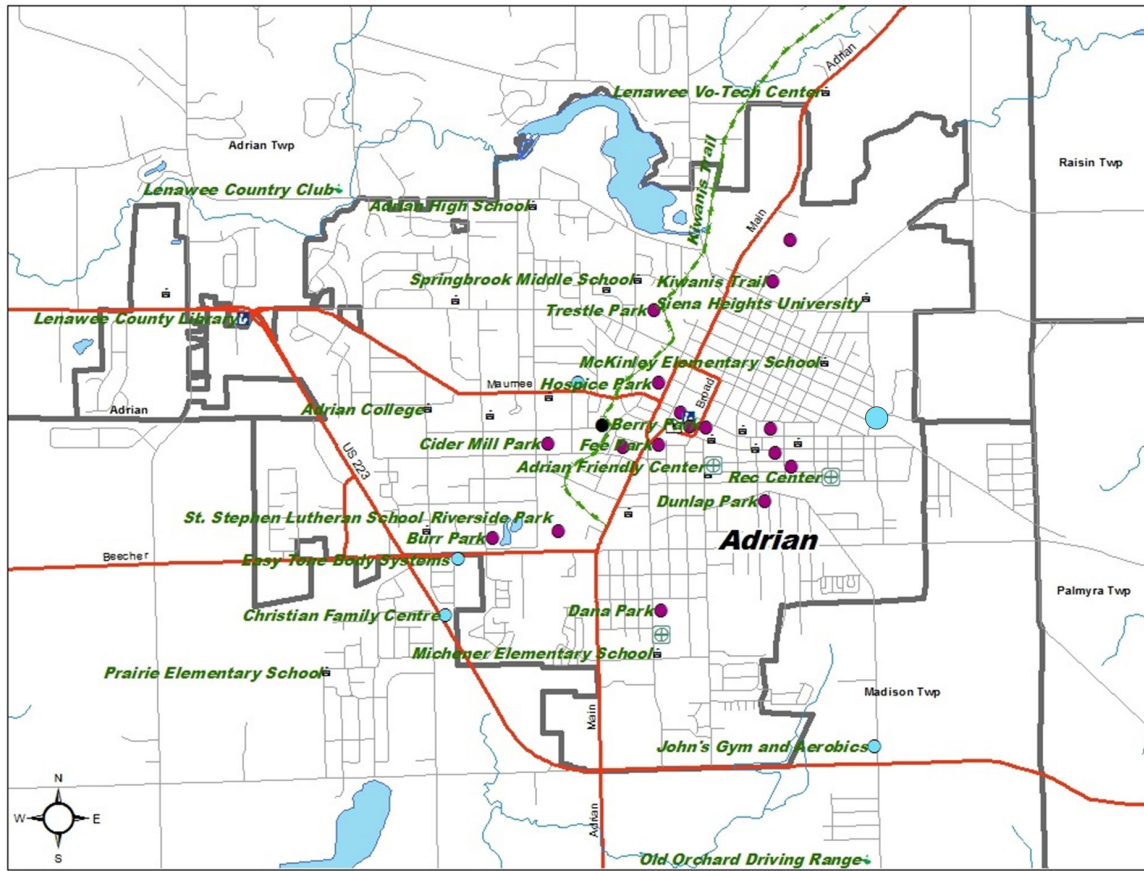 Adrian
Lenawee Vo-Tech Center
Adrian Twp
Raisin Twp
Kiwanis Trail
Lenawee Country Club
Adrian High School
Main
Springbrook Middle School
Kiwanis Trail
Siena Heights University
Trestle Park
Lenawee County Library
McKinley Elementary School
Maumee
Hospice Park
Broad
Adrian
Adrian College
Berry Park
Cider Mill Park
Fee Park
US 223
Adrian Friendly Center
Rec Center
Dunlap Park
St. Stephen Lutheran School
Riverside Park
Burr Park
Adrian
Beecher
Easy Tone Body Systems
Palmyra Twp
Christian Family Centre
Dana Park
Michener Elementary School
Prairie Elementary School
Madison Twp
Main
John's Gym and Aerobics
N
W
E
S
Adrian
Old Orchard Driving Range